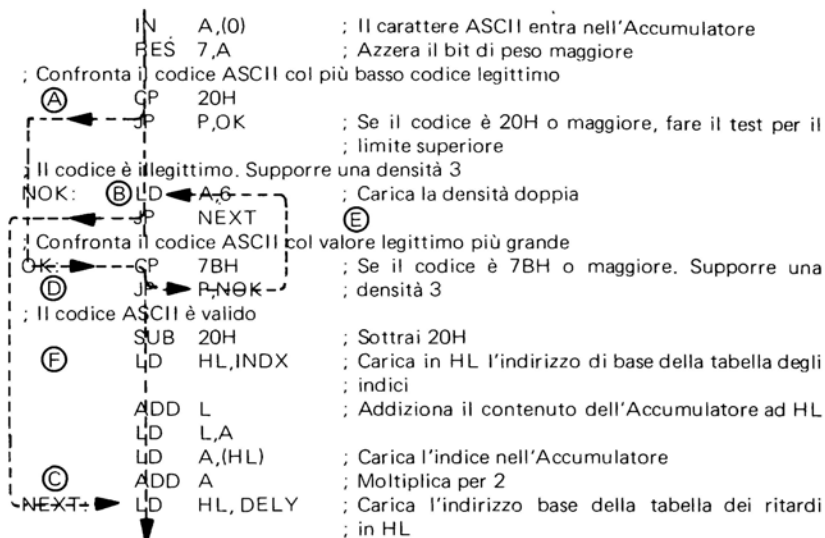 IN A,(0) ; Il carattere ASCII entra nell'Accumulatore
RES 7,A ; Azzera il bit di peso maggiore
; Confronta il codice ASCII col più basso codice legittimo
Ⓐ CP 20H
JP P,OK ; Se il codice è 20H o maggiore, fare il test per il
; limite superiore
; Il codice è illegittimo. Supporre una densità 3
NOK: Ⓑ LD A,6 ; Carica la densità doppia
JP NEXT Ⓔ
; Confronta il codice ASCII col valore legittimo più grande
OK: CP 7BH ; Se il codice è 7BH o maggiore. Supporre una
Ⓓ JP P,NOK ; densità 3
; Il codice ASCII è valido
SUB 20H ; Sottrai 20H
Ⓕ LD HL,INDX ; Carica in HL l'indirizzo di base della tabella degli
; indici
ADD L ; Addiziona il contenuto dell'Accumulatore ad HL
LD L,A
LD A,(HL) ; Carica l'indice nell'Accumulatore
Ⓒ ADD A ; Moltiplica per 2
NEXT: LD HL,DELY ; Carica l'indirizzo base della tabella dei ritardi
; in HL